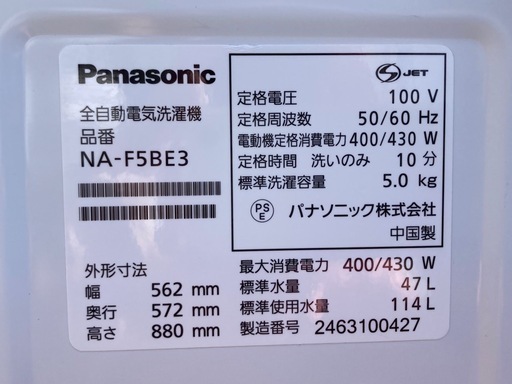 Panasonic
全自動電気洗濯機
品番
NA-F5BE3
外形寸法
幅 562 mm
奥行 572 mm
高さ 880 mm
S JET
定格電圧 100 V
定格周波数 50/60 Hz
電動機定格消費電力 400/430 W
定格時間 洗いのみ 10 分
標準洗濯容量 5.0 kg
PS E パナソニック株式会社
中国製
最大消費電力 400/430 W
標準水量 47 L
標準使用水量 114 L
製造番号 2463100427